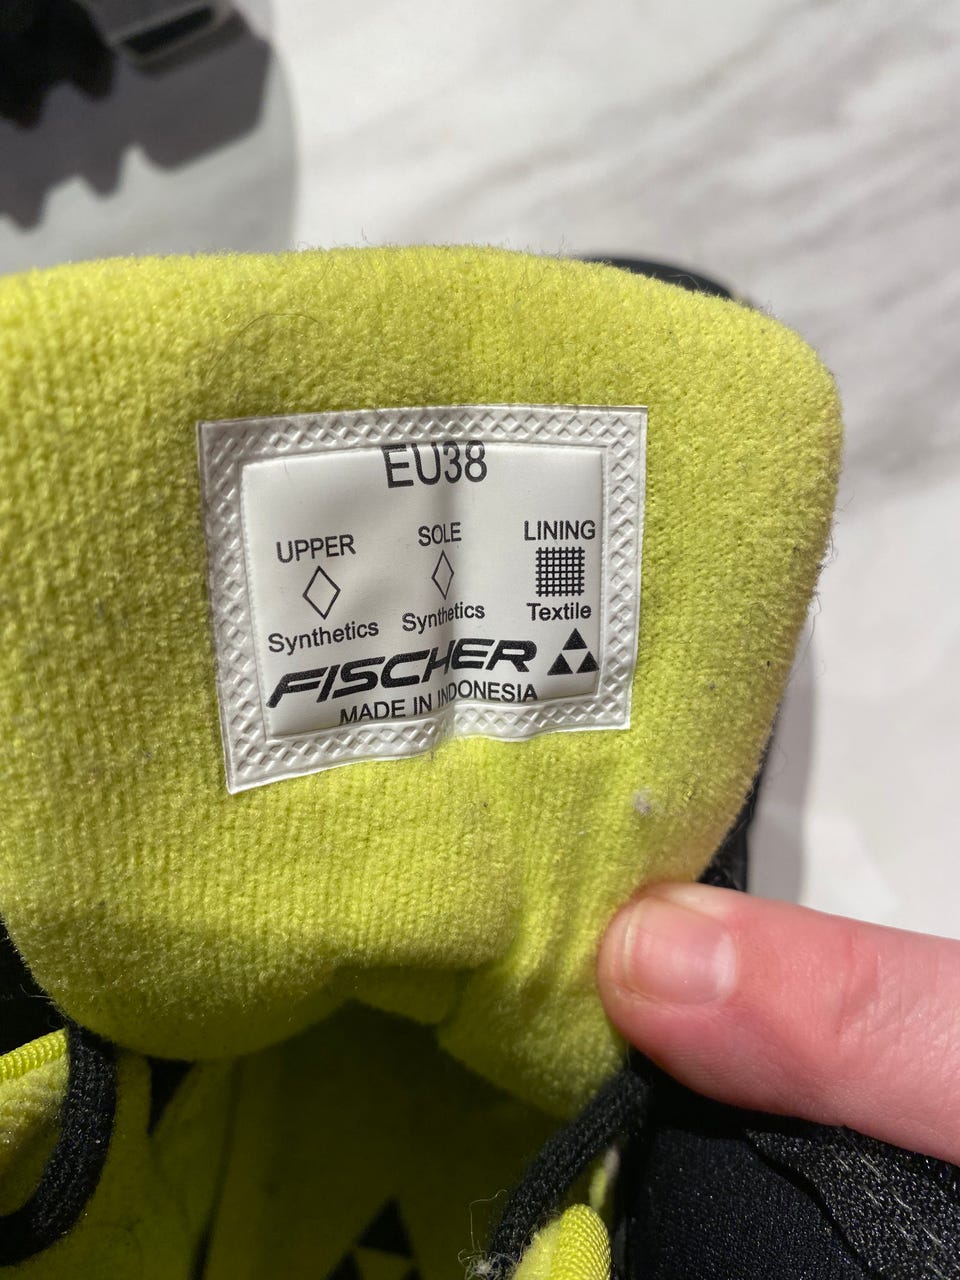 EU38
UPPER SOLE LINING
Synthetics Synthetics Textile
FISCHER
MADE IN INDONESIA